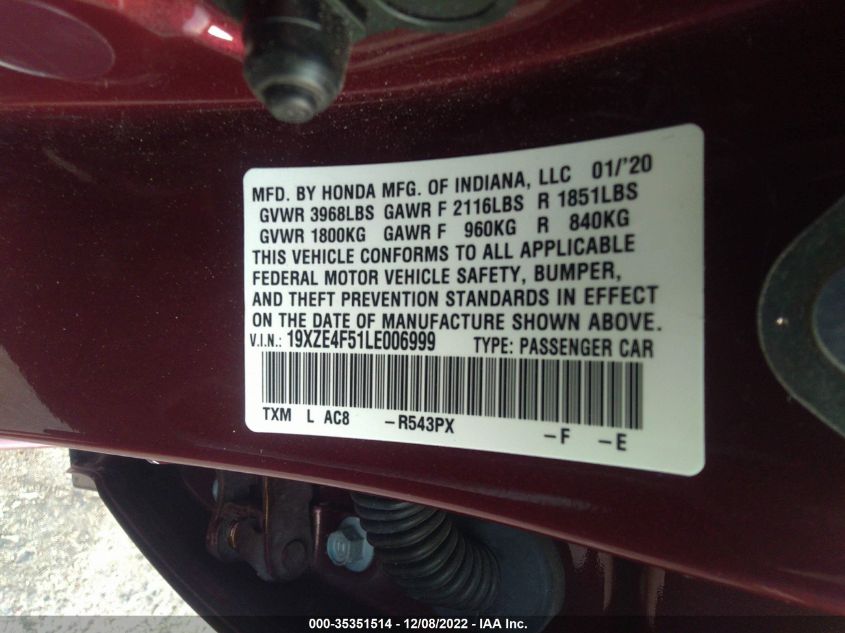 MFD. BY HONDA MFG. OF INDIANA, LLC 01/'20
GVWR 3968LBS GAWR F 2116LBS R 1851LBS
GVWR 1800KG GAWR F 960KG R 840KG
THIS VEHICLE CONFORMS TO ALL APPLICABLE
FEDERAL MOTOR VEHICLE SAFETY, BUMPER,
AND THEFT PREVENTION STANDARDS IN EFFECT
ON THE DATE OF MANUFACTURE SHOWN ABOVE.
V.I.N.: 19XZE4F51LE006999 TYPE: PASSENGER CAR
TXM L AC8 -R543PX -F -E
000-35351514 - 12/08/2022 - IAA Inc.